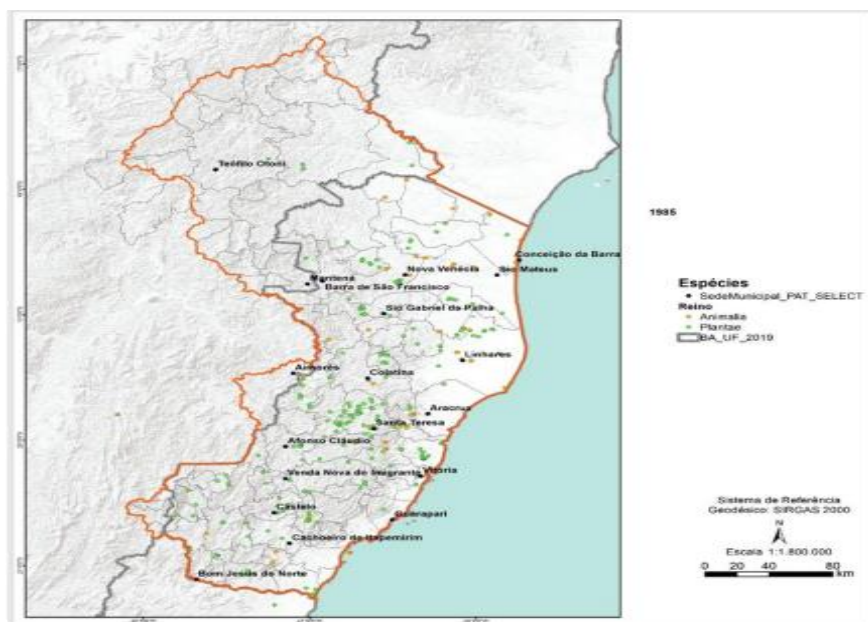 Teófilo Otoni
Conceição da Barra
Nova Venécia
São Mateus
Mantena
Barra de São Francisco
São Gabriel da Palha
Linhares
Aimorés
Colatina
Aracruz
Santa Teresa
Afonso Cláudio
Venda Nova do Imigrante
Vitória
Castelo
Guarapari
Cachoeiro de Itapemirim
Bom Jesus do Norte
1985
Espécies
SedeMunicipal_PAT_SELECT
Reino
Animalia
Plantae
BA_UF_2019
Sistema de Referência
Geodésico: SIRGAS 2000
N
Escala 1:1.800.000
0 20 40 80
km